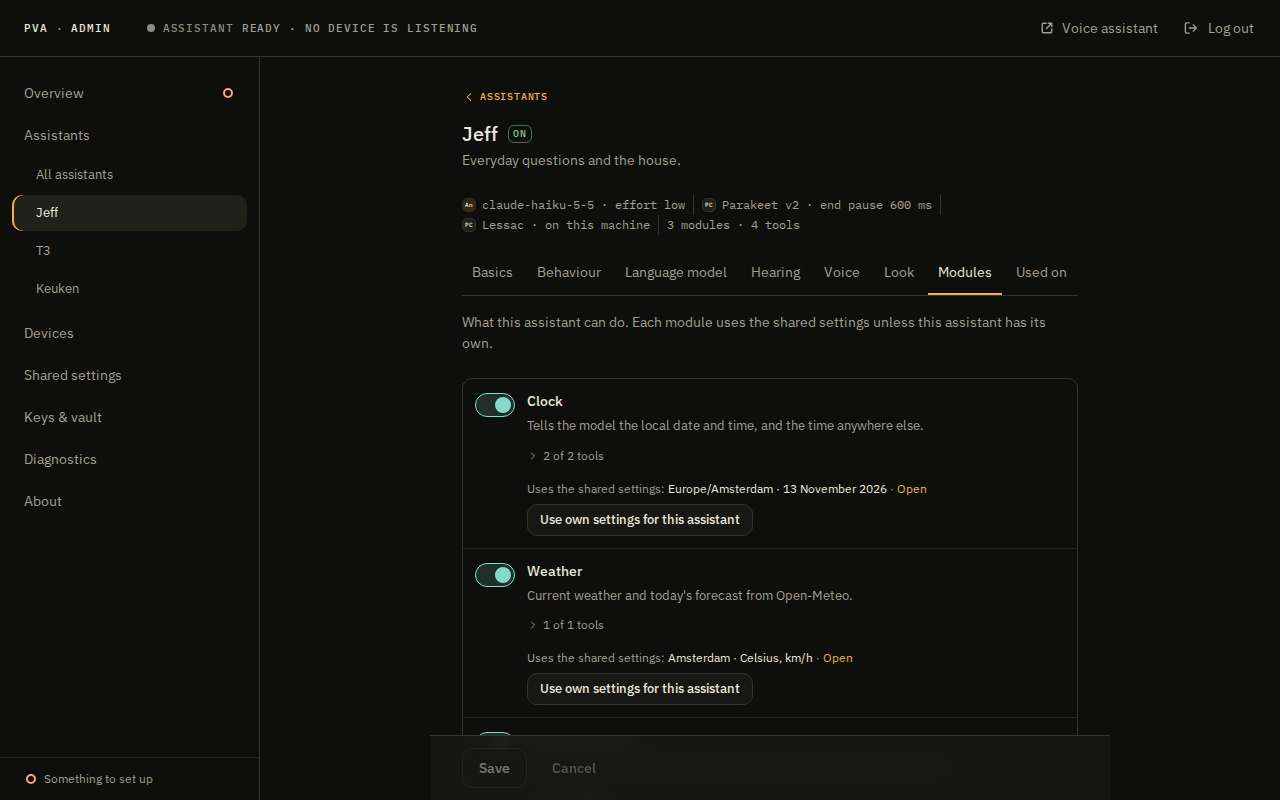 PVA · ADMIN
ASSISTANT READY · NO DEVICE IS LISTENING
Voice assistant
Log out
Overview
Assistants
All assistants
Jeff
T3
Keuken
Devices
Shared settings
Keys & vault
Diagnostics
About
Something to set up
ASSISTANTS
Jeff ON
Everyday questions and the house.
An claude-haiku-5-5 · effort low PC Parakeet v2 · end pause 600 ms
PC Lessac · on this machine 3 modules · 4 tools
Basics Behaviour Language model Hearing Voice Look Modules Used on
What this assistant can do. Each module uses the shared settings unless this assistant has its
own.
Clock
Tells the model the local date and time, and the time anywhere else.
2 of 2 tools
Uses the shared settings: Europe/Amsterdam · 13 November 2026 · Open
Use own settings for this assistant
Weather
Current weather and today's forecast from Open-Meteo.
1 of 1 tools
Uses the shared settings: Amsterdam · Celsius, km/h · Open
Use own settings for this assistant
Save Cancel